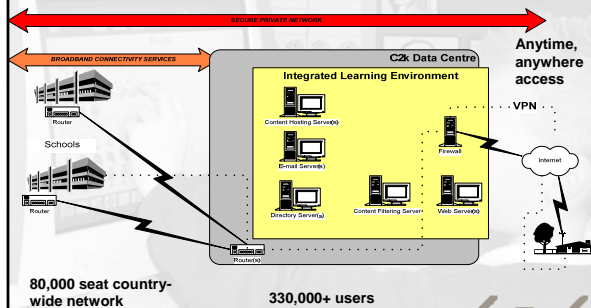 SECURE PRIVATE NETWORK
BROADBAND CONNECTIVITY SERVICES
C2k Data Centre
Anytime,
anywhere
access
Integrated Learning Environment
Router
Content Hosting Server(s)
VPN
Schools
E-mail Server(s)
Firewall
Internet
Router
Directory Server(s)
Content Filtering Server
Web Server(s)
Router(s)
80,000 seat country-
wide network
330,000+ users